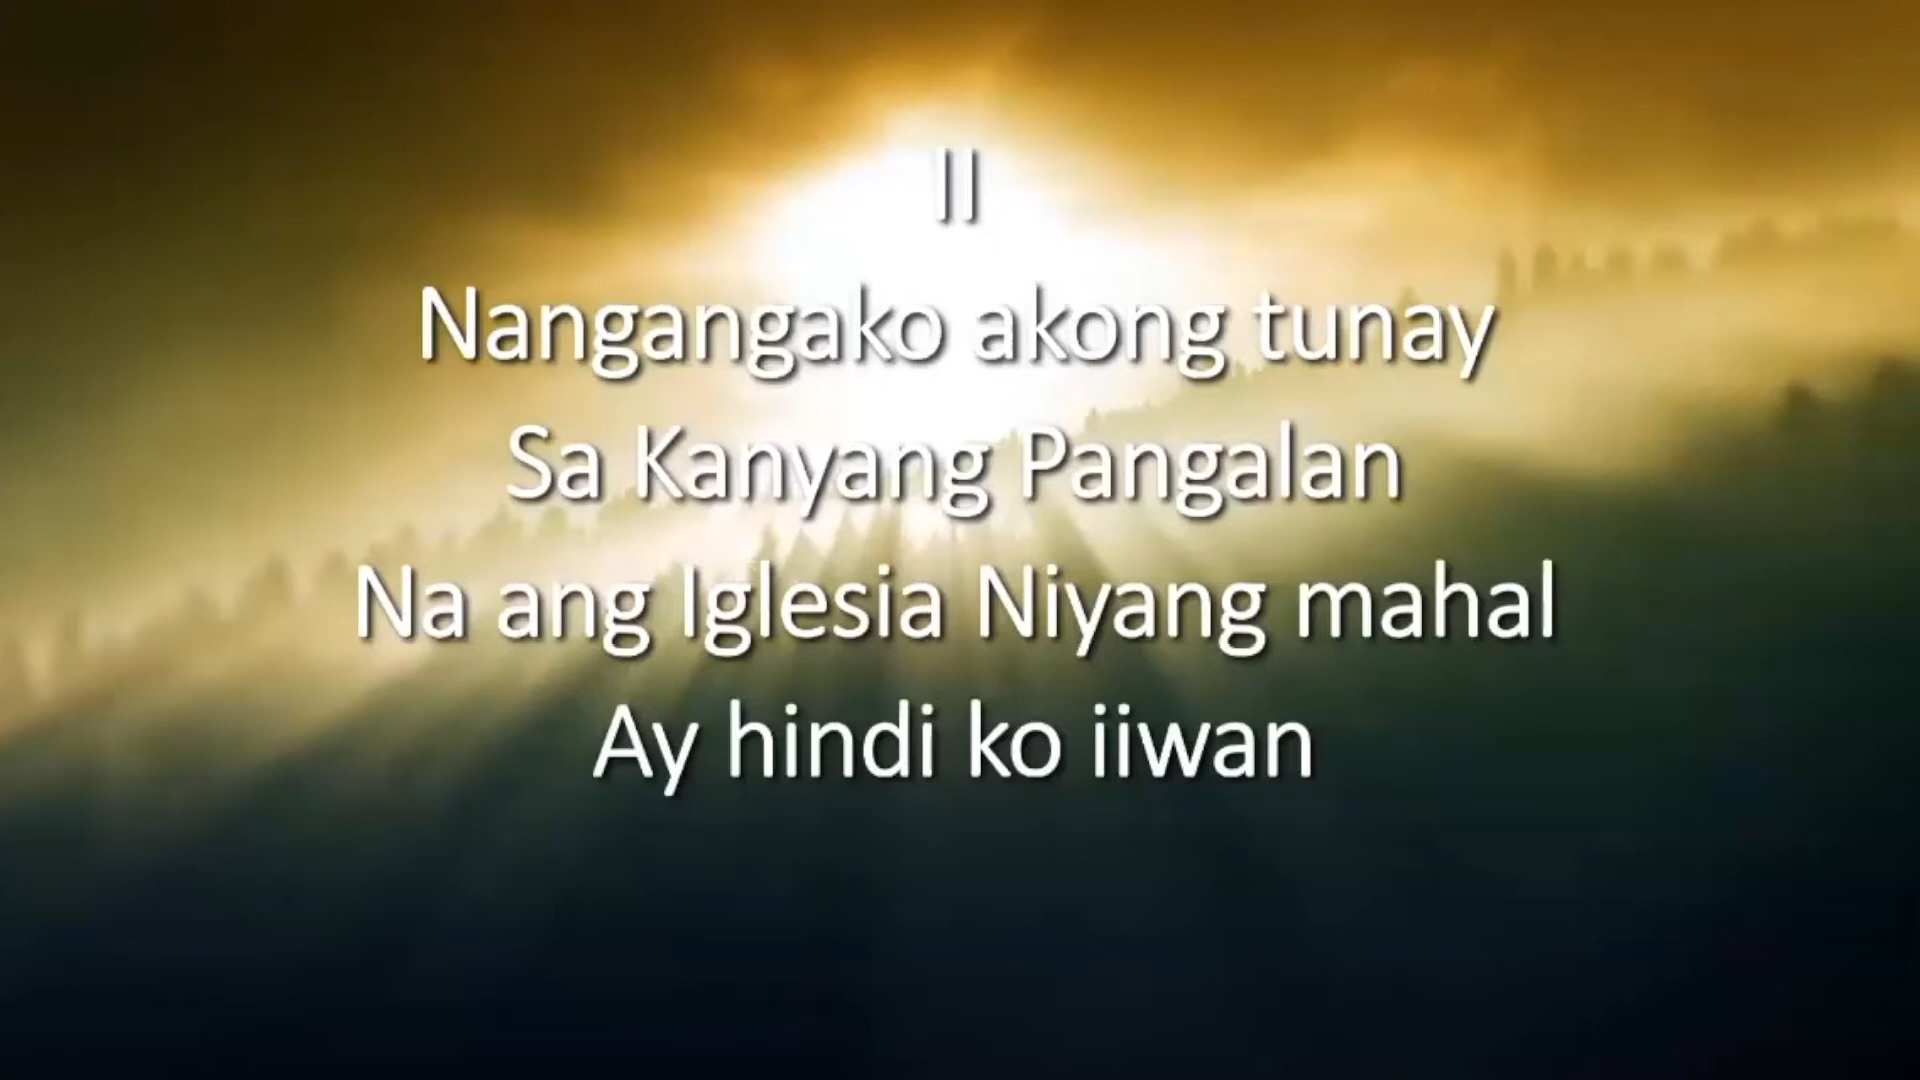 II
Nangangako akong tunay
Sa Kanyang Pangalan
Na ang Iglesia Niyang mahal
Ay hindi ko iiwan